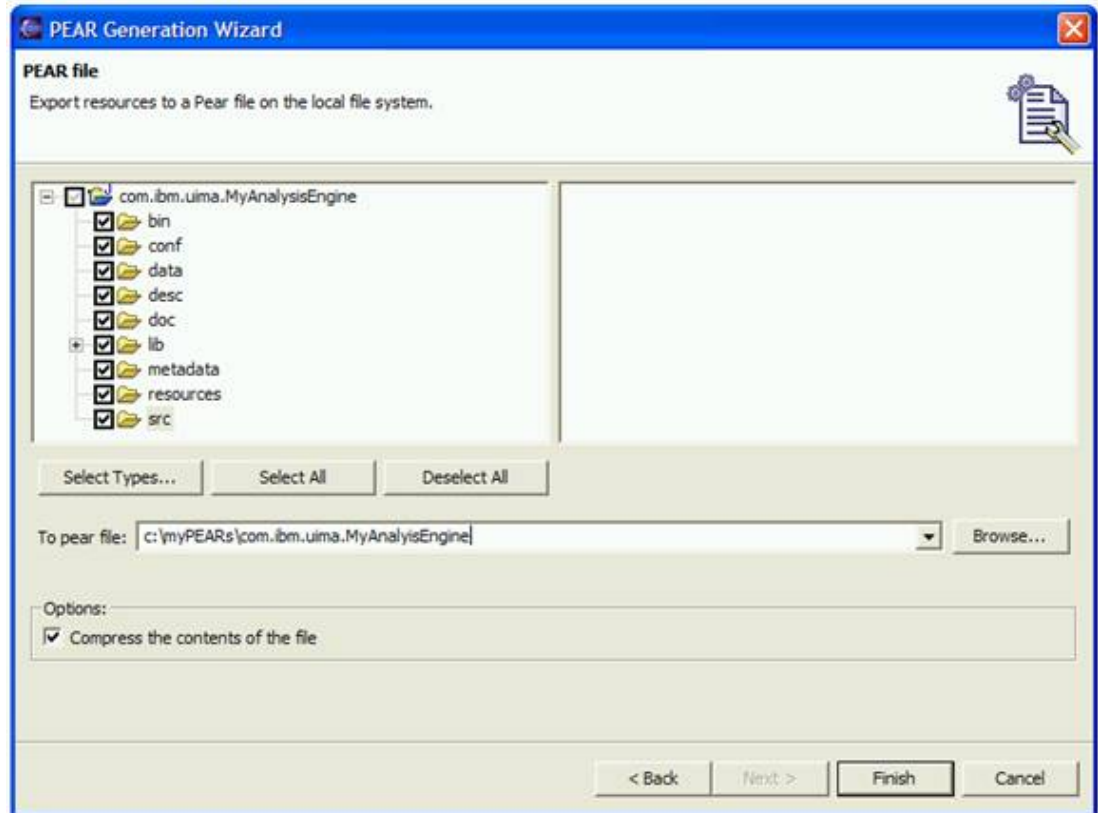 PEAR Generation Wizard
PEAR file
Export resources to a Pear file on the local file system.
com.ibm.uima.MyAnalysisEngine
bin
conf
data
desc
doc
lib
metadata
resources
src
Select Types...
Select All
Deselect All
To pear file: c:\myPEARs\com.ibm.uima.MyAnalyisEngine
Browse...
Options:
Compress the contents of the file
< Back
Next >
Finish
Cancel